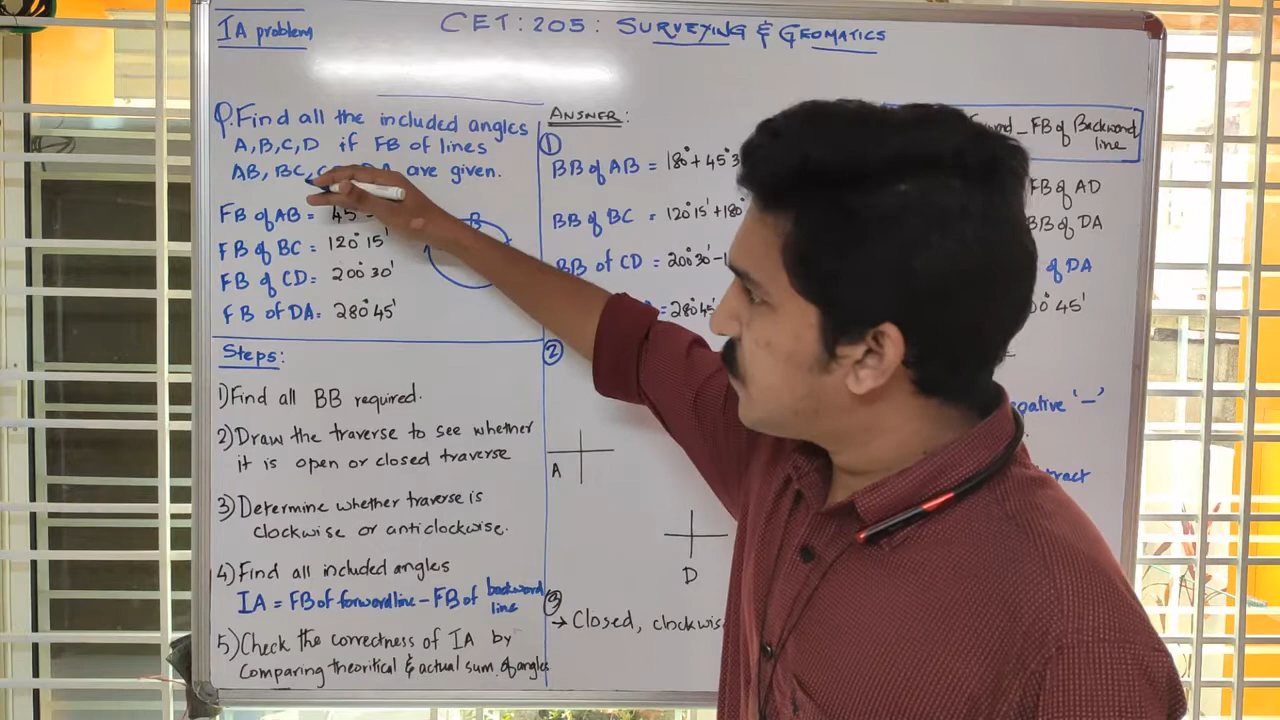 IA problem
CET: 205: SURVEYING & GEOMATICS
Q. Find all the included angles
A, B, C, D if FB of lines
AB, BC, are given.
FB of AB = 45°
FB of BC = 120° 15'
FB of CD = 200° 30'
FB of DA = 280° 45'
Steps:
1) Find all BB required.
2) Draw the traverse to see whether
it is open or closed traverse
3) Determine whether traverse is
clockwise or anticlockwise.
4) Find all included angles
IA = FB of forward line - FB of backword
line
5) Check the correctness of IA by
Comparing theoritical & actual sum. of angles
B
ANSWER:
①
BB of AB = 180° + 45° 3
BB of BC = 120° 15' + 180°
BB of CD = 200° 30' - 1
= 280° 45'
②
A
D
③
→ Closed, clockwis
- FB of Backword
line
FB of AD
BB of DA
of DA
0° 45'
egative '-'
tract